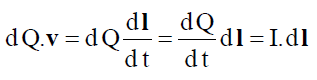 dQ.v = dQ dl/dt = dQ/dt dl = I.dl